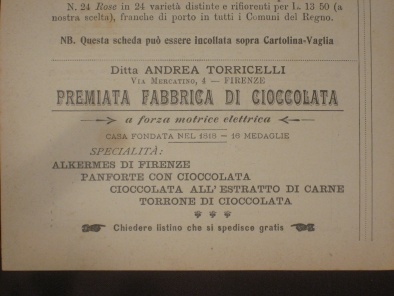 N. 24 Rose in 24 varietà distinte e rifiorenti per L. 13 50 (a
nostra scelta), franche di porto in tutti i Comuni del Regno.
NB. Questa scheda può essere incollata sopra Cartolina-Vaglia
Ditta ANDREA TORRICELLI
VIA MERCATINO, 4 — FIRENZE
PREMIATA FABBRICA DI CIOCCOLATA
a forza motrice elettrica
CASA FONDATA NEL 1815 — 16 MEDAGLIE
SPECIALITÀ:
ALKERMES DI FIRENZE
PANFORTE CON CIOCCOLATA
CIOCCOLATA ALL'ESTRATTO DI CARNE
TORRONE DI CIOCCOLATA
Chiedere listino che si spedisce gratis